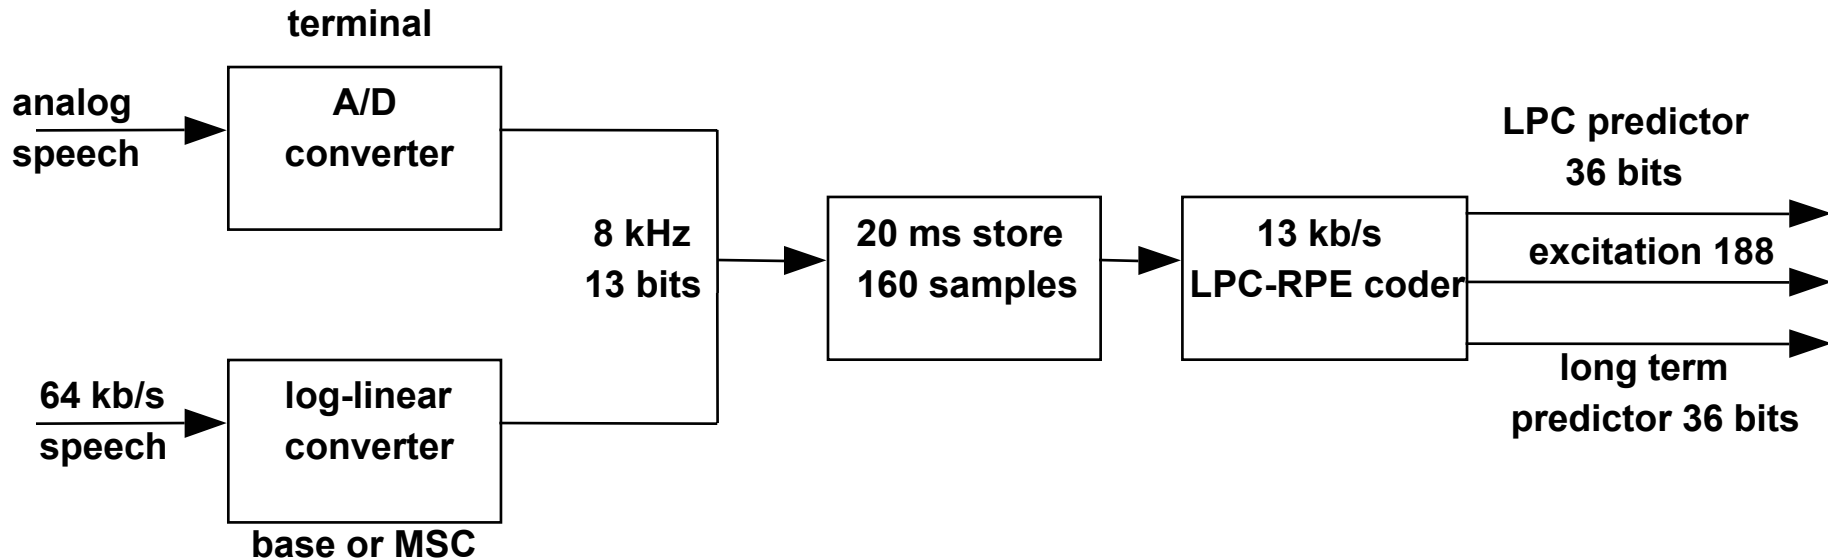 terminal
analog
speech
A/D
converter
8 kHz
13 bits
64 kb/s
speech
log-linear
converter
base or MSC
20 ms store
160 samples
13 kb/s
LPC-RPE coder
LPC predictor
36 bits
excitation 188
long term
predictor 36 bits